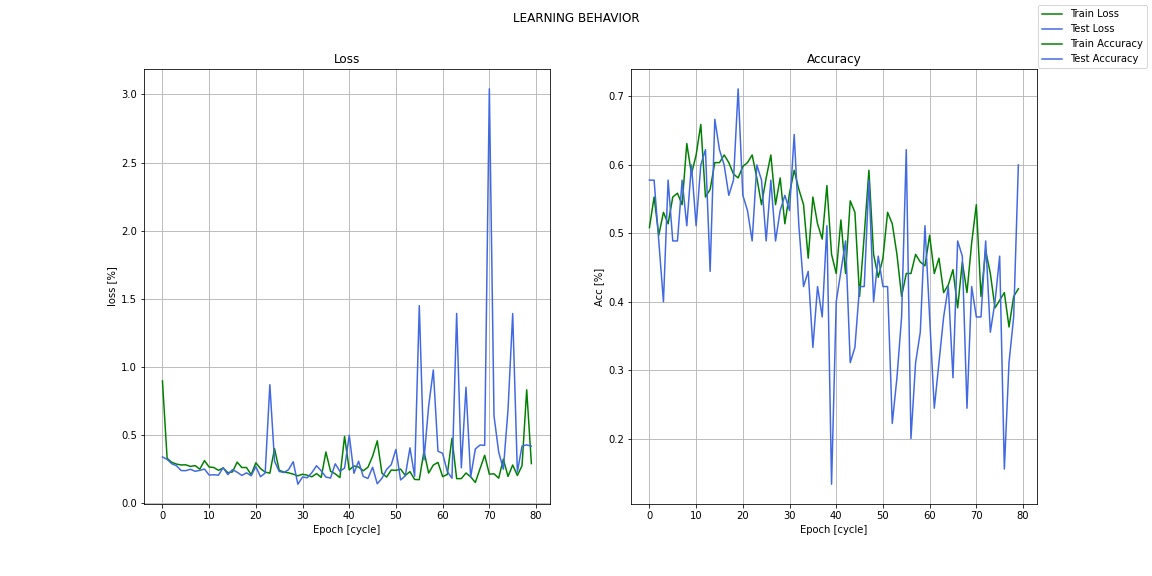 LEARNING BEHAVIOR
Train Loss
Test Loss
Train Accuracy
Test Accuracy
Loss
loss [%]
3.0
2.5
2.0
1.5
1.0
0.5
0.0
0 10 20 30 40 50 60 70 80
Epoch [cycle]
Accuracy
Acc [%]
0.7
0.6
0.5
0.4
0.3
0.2
0 10 20 30 40 50 60 70 80
Epoch [cycle]